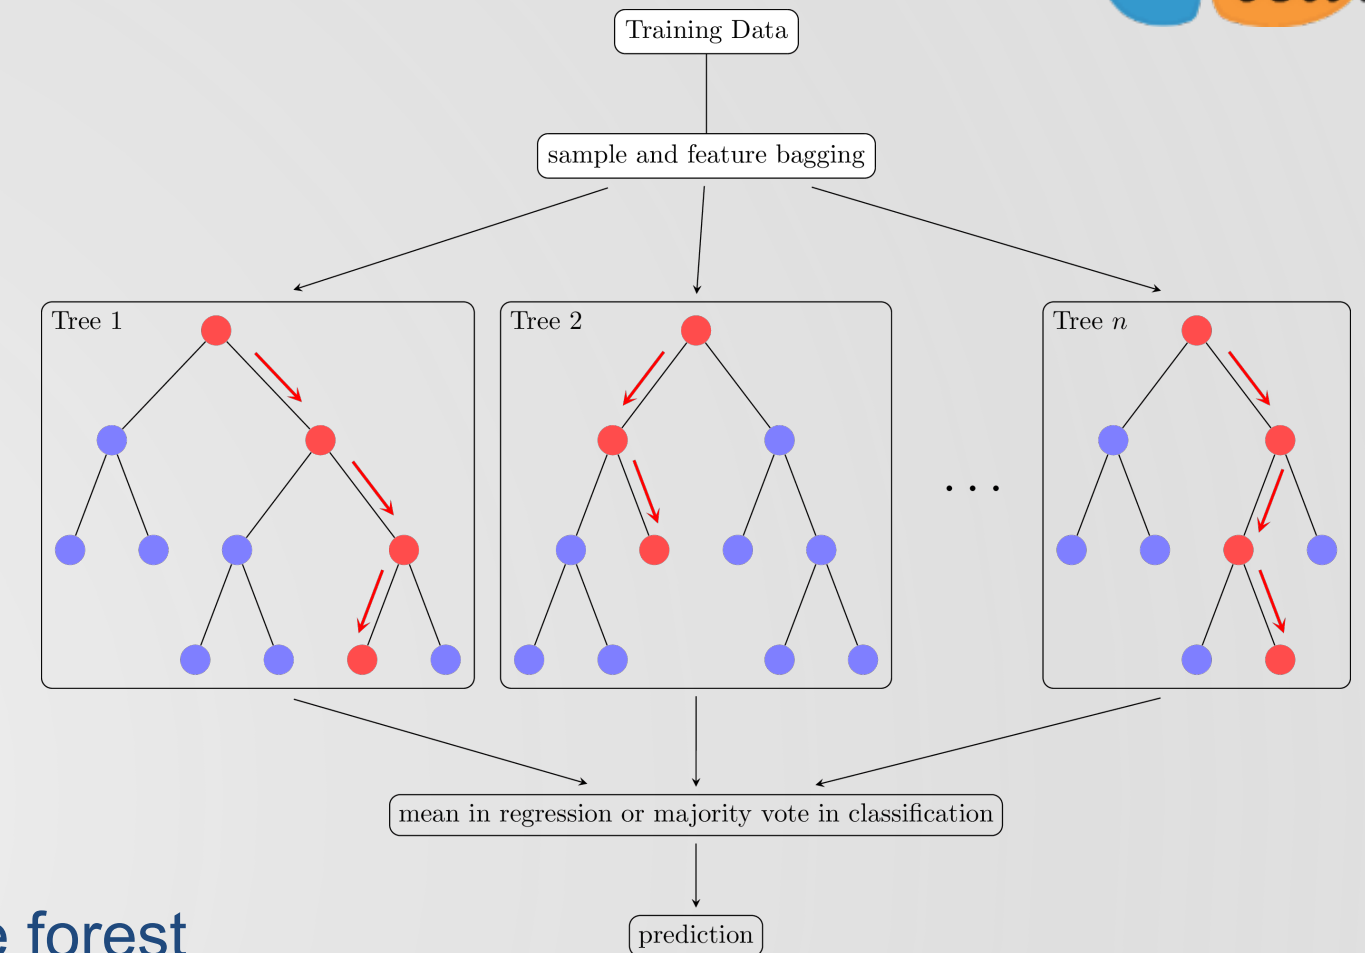 Training Data
sample and feature bagging
Tree 1
Tree 2
. . .
Tree n
mean in regression or majority vote in classification
prediction
forest